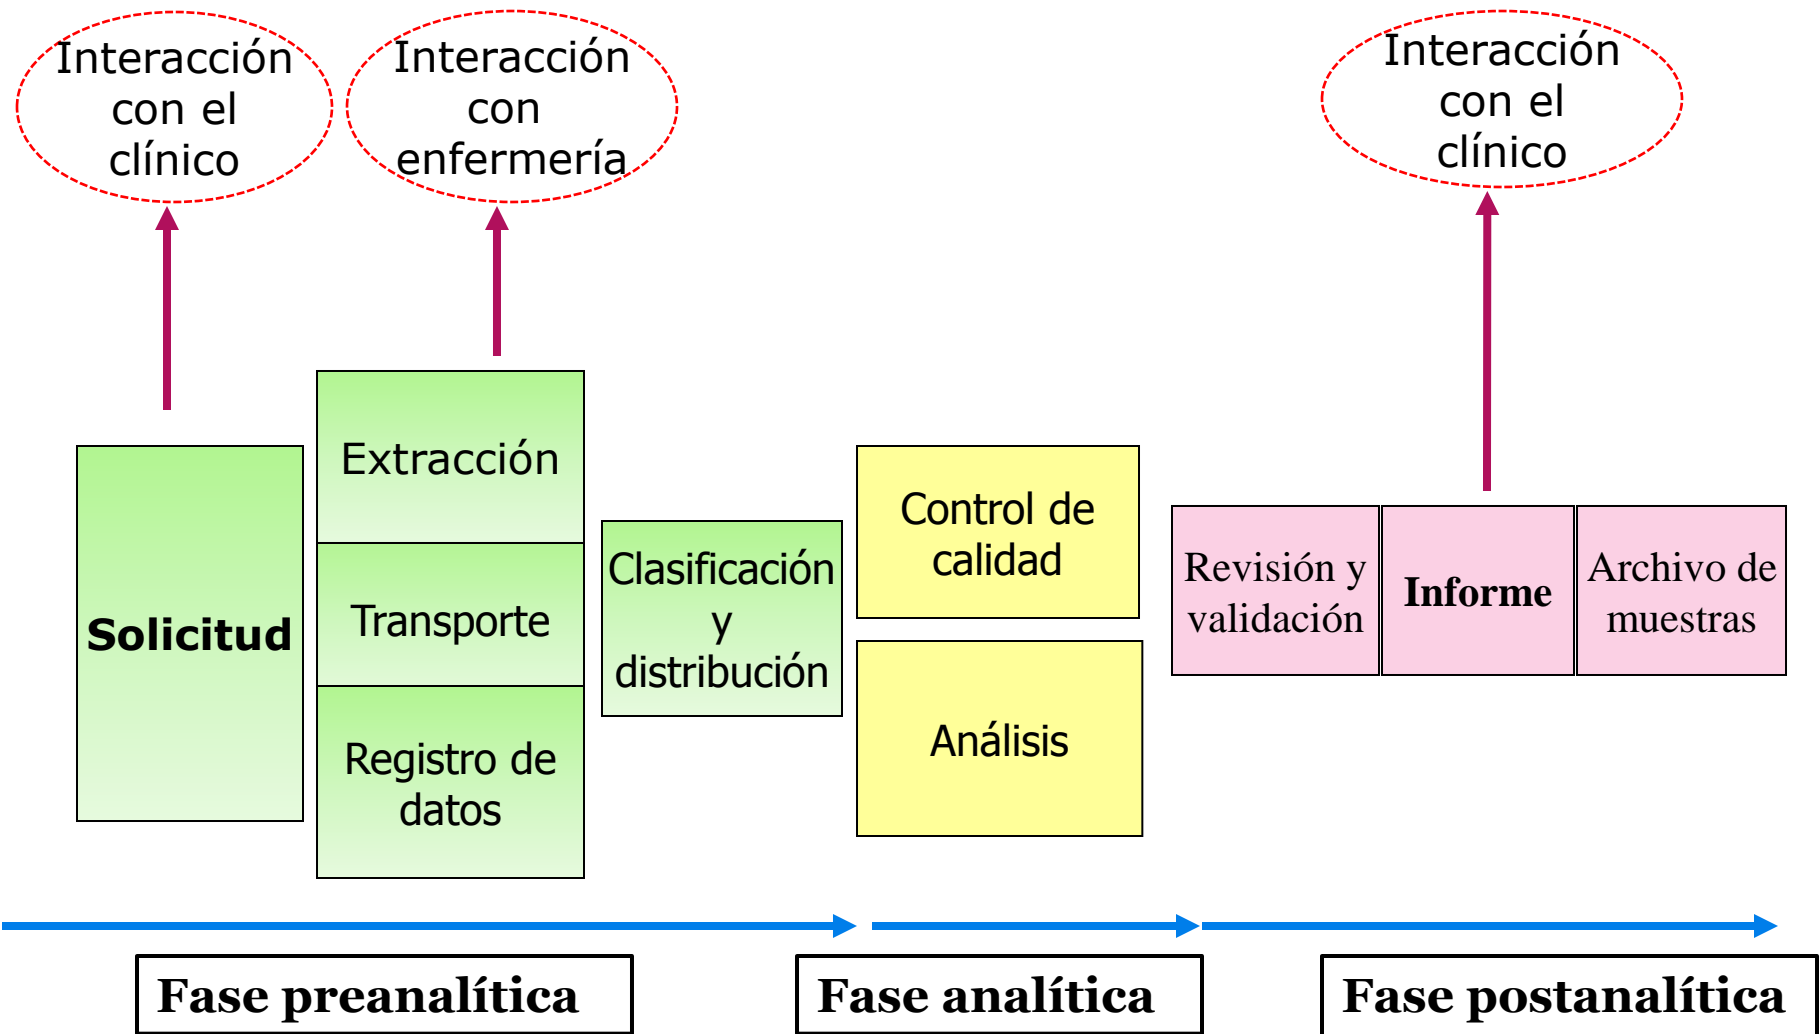 Interacción
con el
clínico
Interacción
con
enfermería
Interacción
con el
clínico
Solicitud
Extracción
Transporte
Registro de
datos
Clasificación
y
distribución
Control de
calidad
Análisis
Revisión y
validación
Informe
Archivo de
muestras
Fase preanalítica
Fase analítica
Fase postanalítica